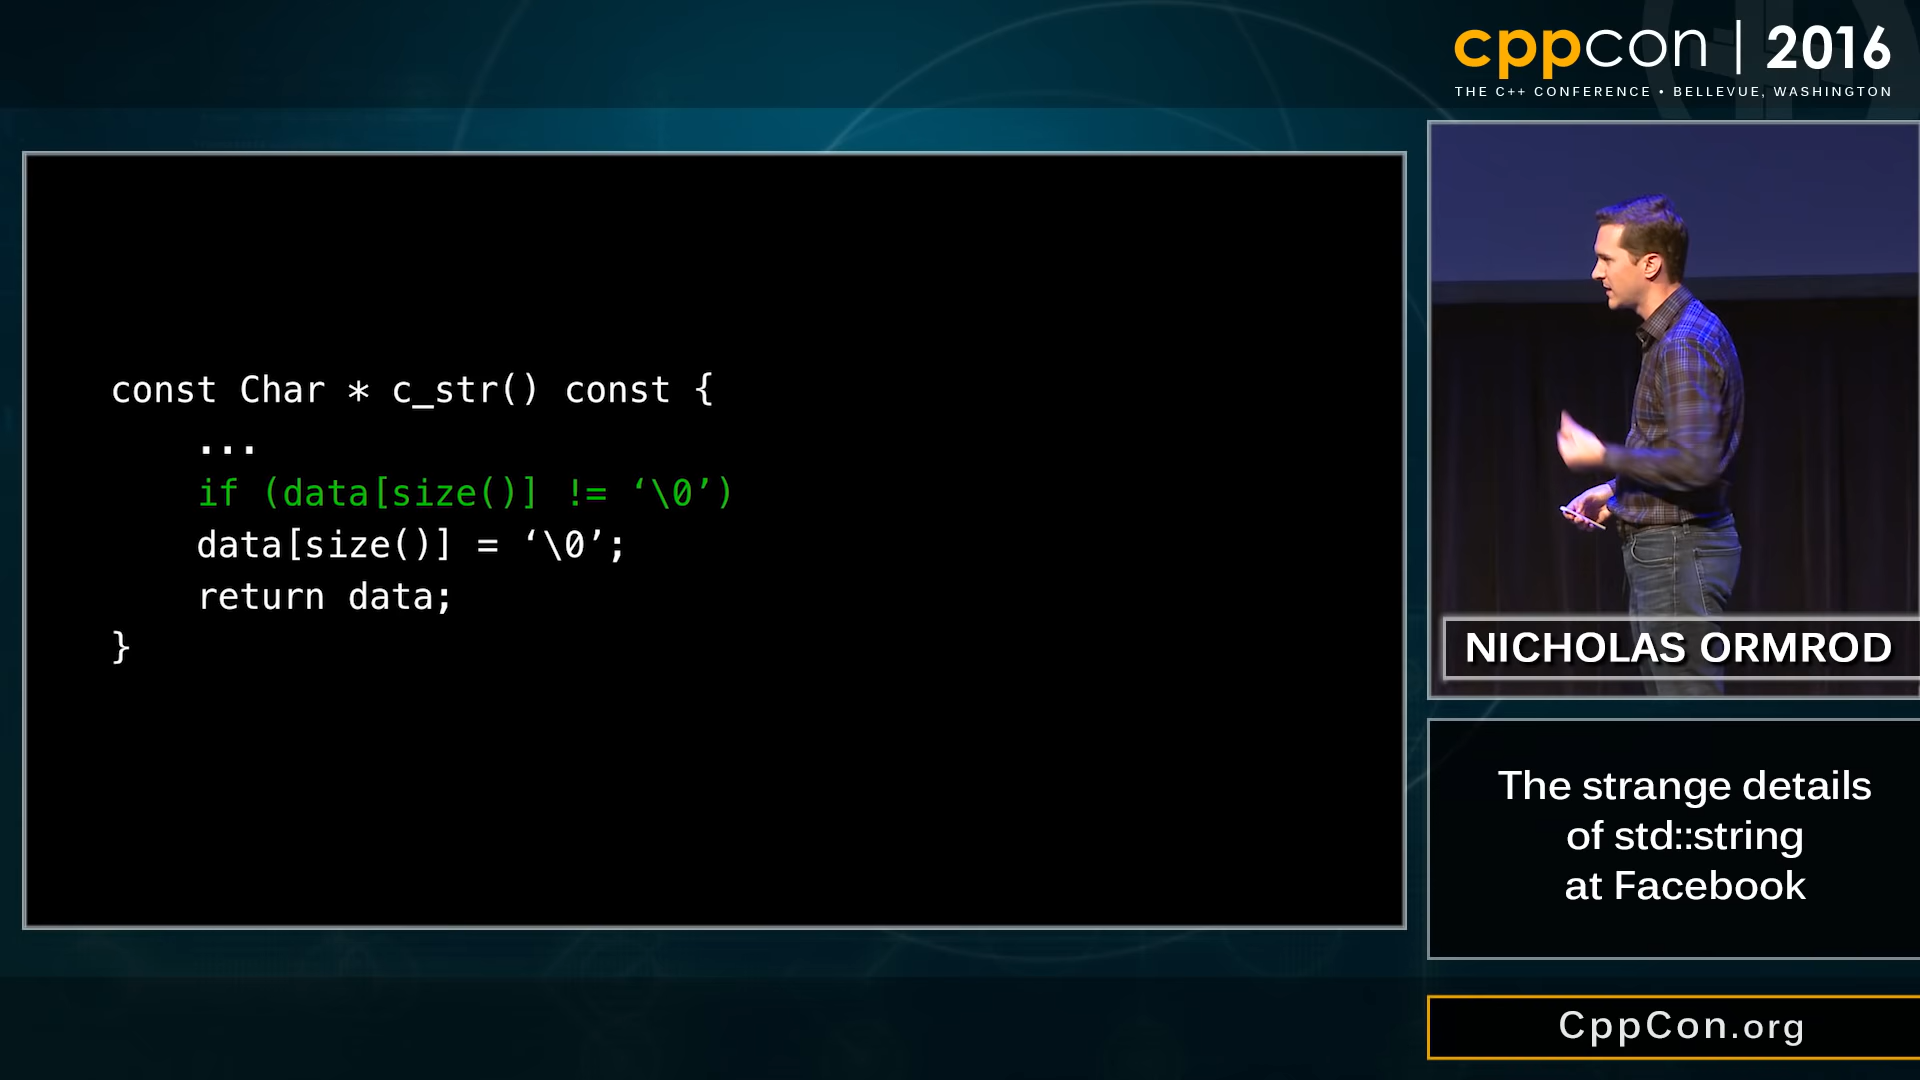 cppcon | 2016
THE C++ CONFERENCE • BELLEVUE, WASHINGTON
const Char * c_str() const {
...
if (data[size()] != ‘\0’)
data[size()] = ‘\0’;
return data;
}
NICHOLAS ORMROD
The strange details
of std::string
at Facebook
CppCon.org